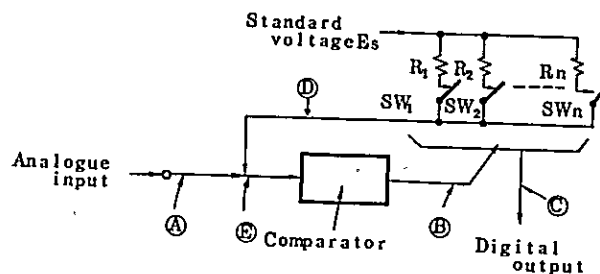 Standard
voltageEs
R1
R2
Rn
SW1
SW2
SWn
D
Analogue
input
A
E
Comparator
B
C
Digital
output